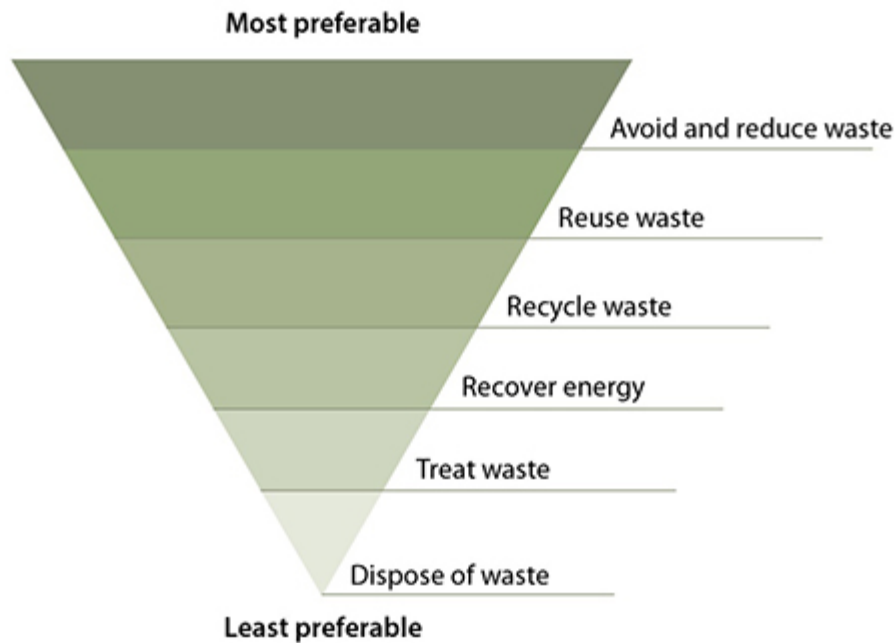 Most preferable
Avoid and reduce waste
Reuse waste
Recycle waste
Recover energy
Treat waste
Dispose of waste
Least preferable